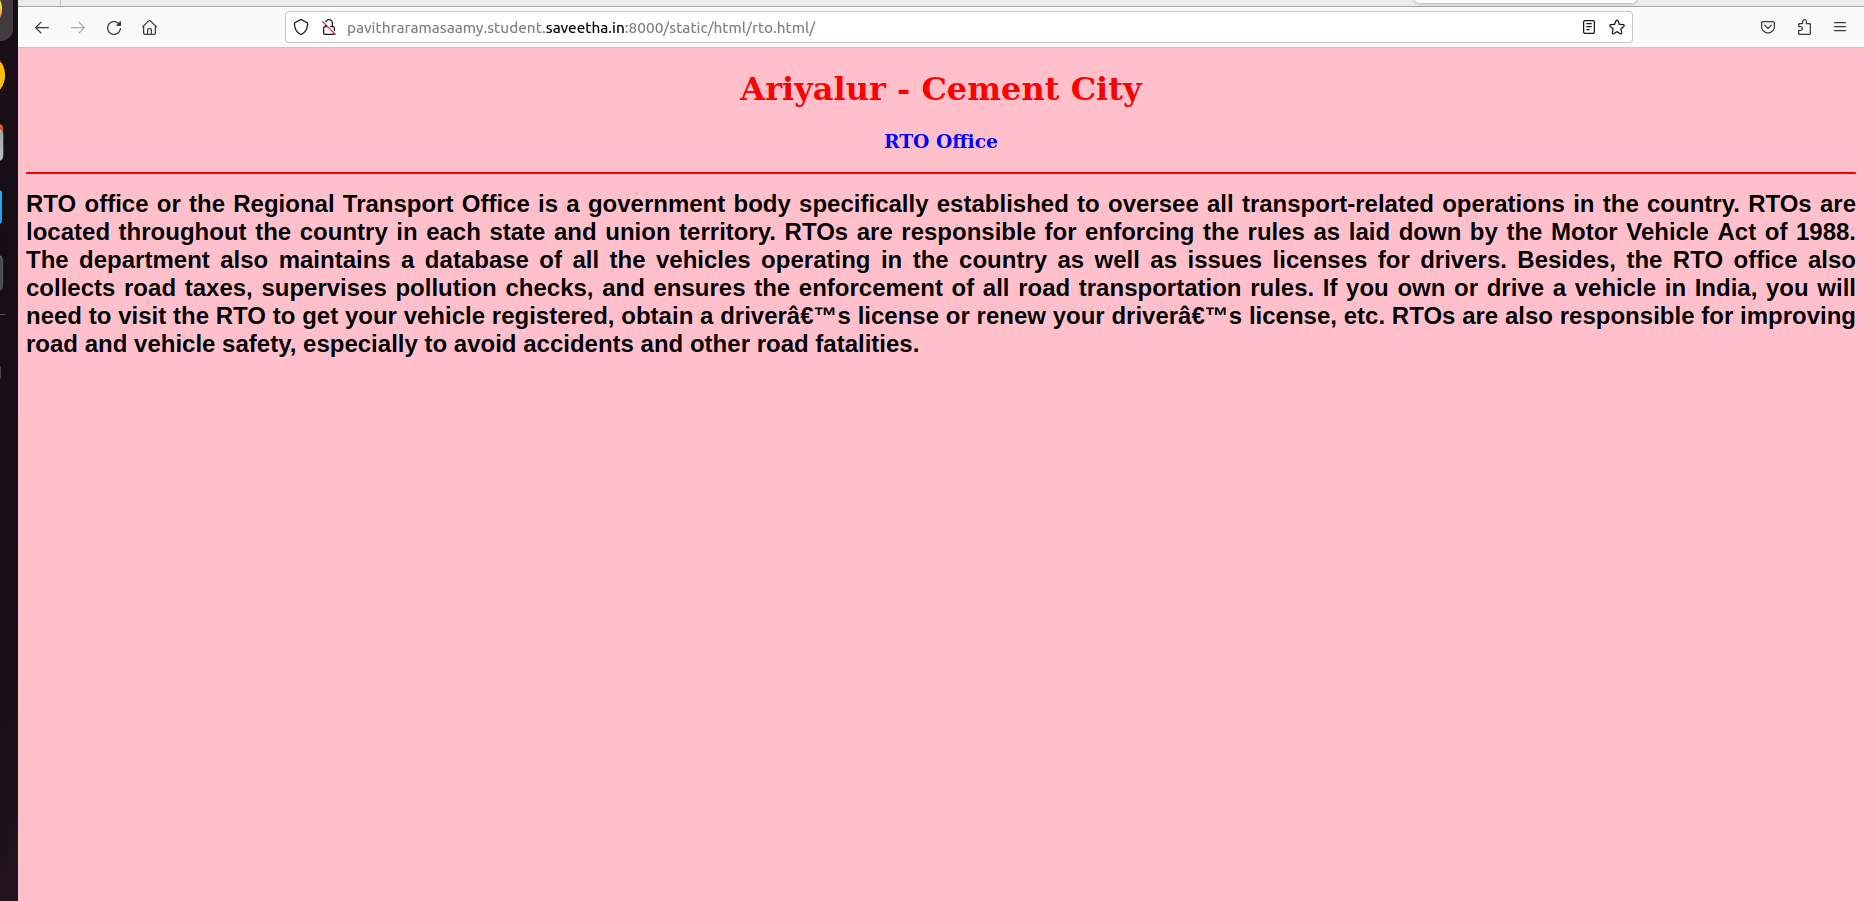 pavithraramasaamy.student.saveetha.in:8000/static/html/rto.html/
Ariyalur - Cement City
RTO Office
RTO office or the Regional Transport Office is a government body specifically established to oversee all transport-related operations in the country. RTOs are
located throughout the country in each state and union territory. RTOs are responsible for enforcing the rules as laid down by the Motor Vehicle Act of 1988.
The department also maintains a database of all the vehicles operating in the country as well as issues licenses for drivers. Besides, the RTO office also
collects road taxes, supervises pollution checks, and ensures the enforcement of all road transportation rules. If you own or drive a vehicle in India, you will
need to visit the RTO to get your vehicle registered, obtain a driverâ€™s license or renew your driverâ€™s license, etc. RTOs are also responsible for improving
road and vehicle safety, especially to avoid accidents and other road fatalities.